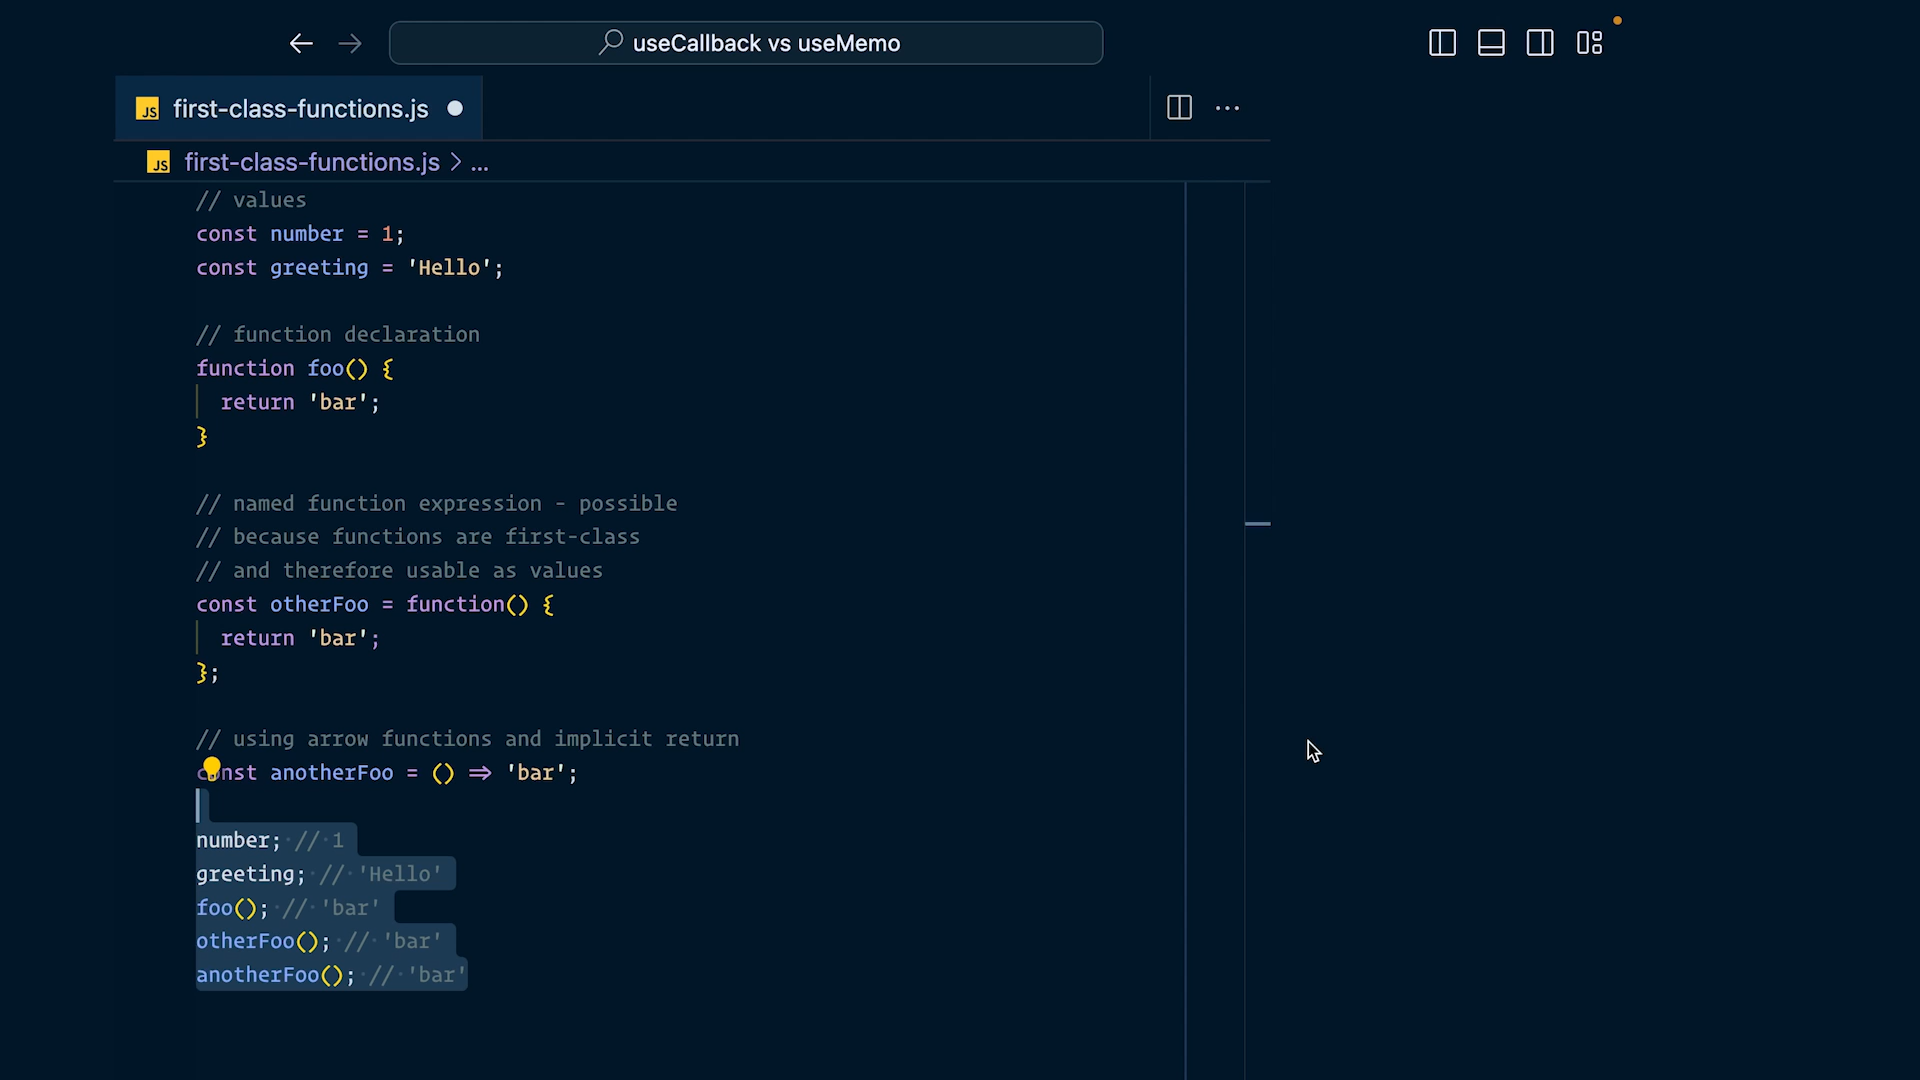 useCallback vs useMemo
JS first-class-functions.js
JS first-class-functions.js > ...
// values
const number = 1;
const greeting = 'Hello';
// function declaration
function foo() {
return 'bar';
}
// named function expression - possible
// because functions are first-class
// and therefore usable as values
const otherFoo = function() {
return 'bar';
};
// using arrow functions and implicit return
const anotherFoo = () => 'bar';
number; // 1
greeting; // 'Hello'
foo(); // 'bar'
otherFoo(); // 'bar'
anotherFoo(); // 'bar'